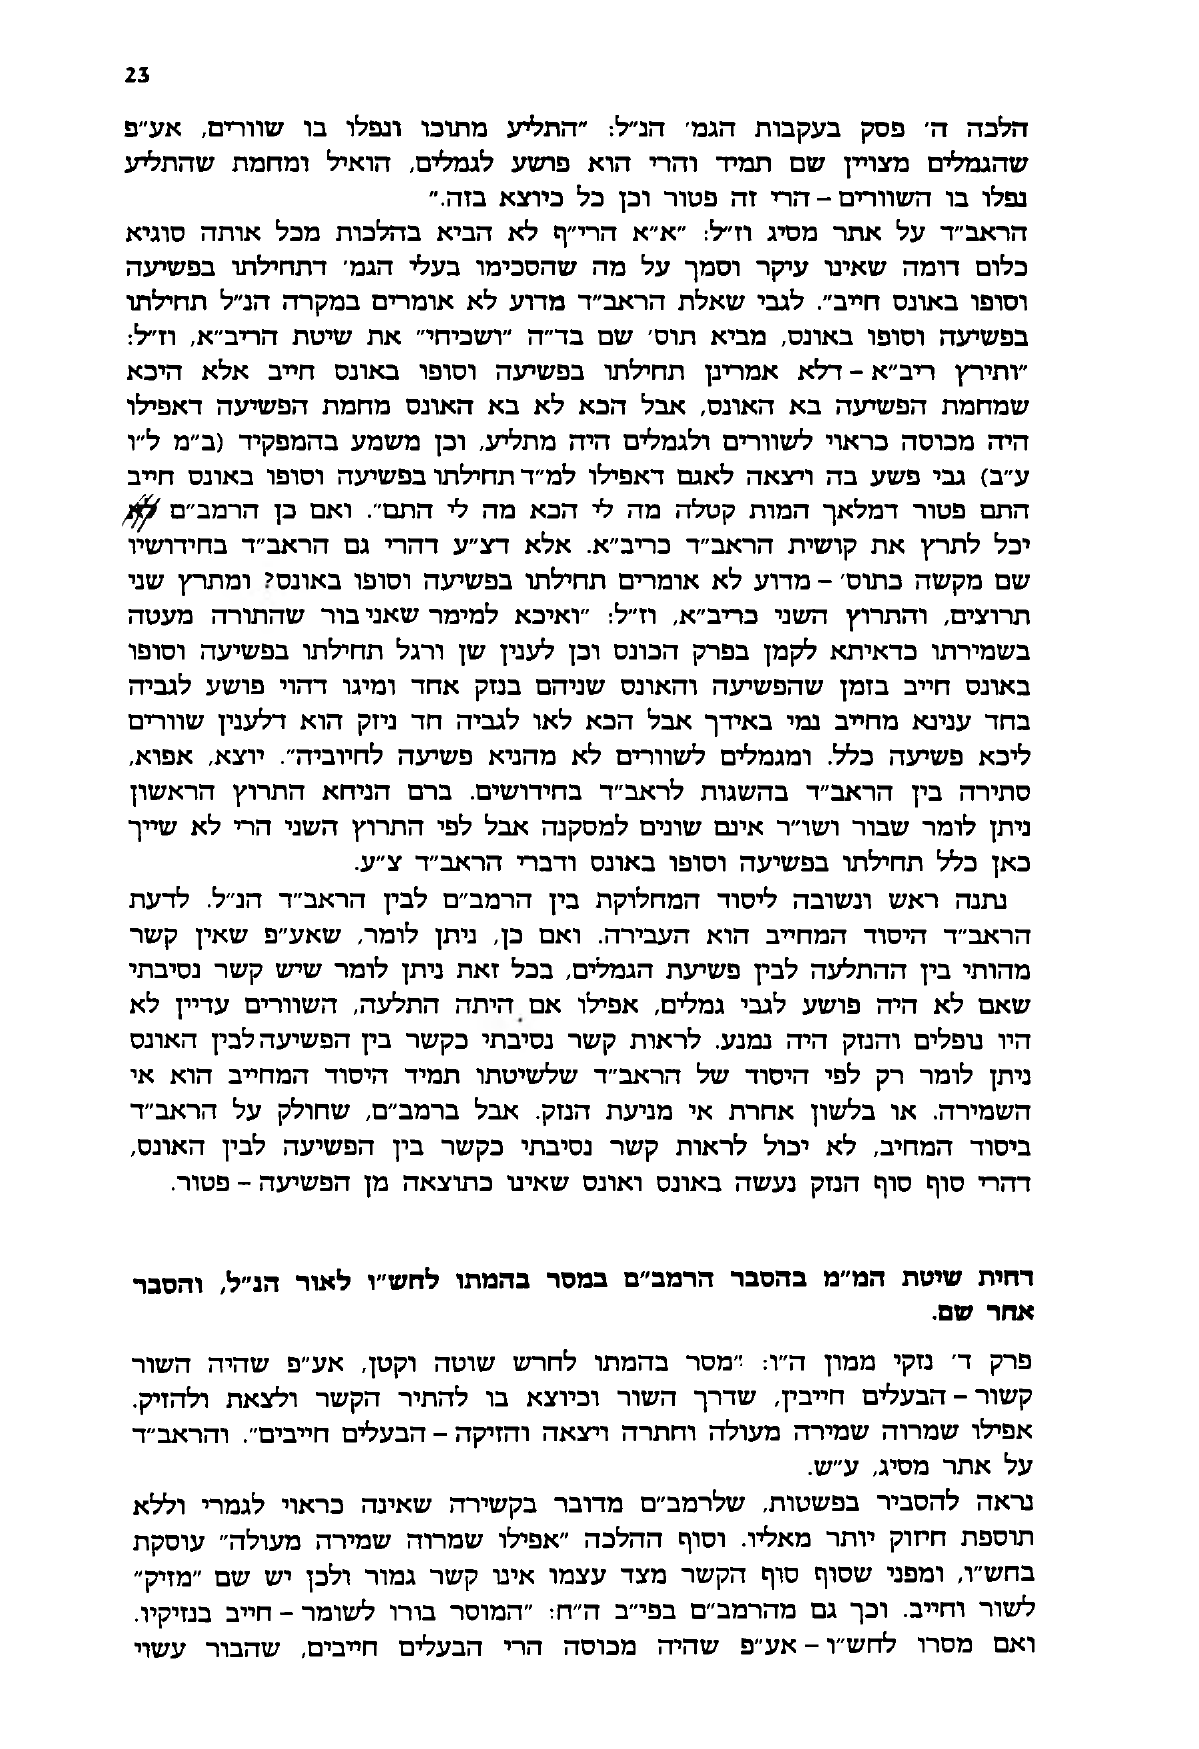 23
הלכה ה׳ פסק בעקבות הגמ׳ הנ״ל: ״התליע מתוכו ונפלו בו שוורים, אע״פ
שהגמלים מצויין שם תמיד והרי הוא פושע לגמלים, הואיל ומחמת שהתליע
נפלו בו השוורים – הרי זה פטור וכן כל כיוצא בזה.״
הראב״ד על אתר מסיג וז״ל: ״א״א הרי״ף לא הביא בהלכות מכל אותה סוגיא
כלום דומה שאינו עיקר וסמך על מה שהסכימו בעלי הגמ׳ דתחילתו בפשיעה
וסופו באונס חייב״. לגבי שאלת הראב״ד מדוע לא אומרים במקרה הנ״ל תחילתו
בפשיעה וסופו באונס, מביא תוס׳ שם בד״ה ״ושכיחי״ את שיטת הריב״א, וז״ל:
״ותירץ ריב״א – דלא אמרינן תחילתו בפשיעה וסופו באונס חייב אלא היכא
שמחמת הפשיעה בא האונס, אבל הכא לא בא האונס מחמת הפשיעה דאפילו
היה מכוסה כראוי לשוורים ולגמלים היה מתליע, וכן משמע בהמפקיד (ב״מ ל״ו
ע״ב) גבי פשע בה ויצאה לאגם דאפילו למ״ד תחילתו בפשיעה וסופו באונס חייב
התם פטור דמלאך המות קטלה מה לי הכא מה לי התם״. ואם כן הרמב״ם לא
יכל לתרץ את קושית הראב״ד כריב״א. אלא דצ״ע דהרי גם הראב״ד בחידושיו
שם מקשה כתוס׳ – מדוע לא אומרים תחילתו בפשיעה וסופו באונס? ומתרץ שני
תרוצים, והתרוץ השני כריב״א, וז״ל: ״ואיכא למימר שאני בור שהתורה מעטה
בשמירתו כדאיתא לקמן בפרק הכונס וכן לענין שן ורגל תחילתו בפשיעה וסופו
באונס חייב בזמן שהפשיעה והאונס שניהם בנזק אחד ומיגו דהוי פושע לגביה
בחד ענינא מחייב נמי באידך אבל הכא לאו לגביה חד ניזק הוא דלענין שוורים
ליכא פשיעה כלל. ומגמלים לשוורים לא מהניא פשיעה לחיוביה״. יוצא, אפוא,
סתירה בין הראב״ד בהשגות לראב״ד בחידושים. ברם הניחא התרוץ הראשון
ניתן לומר שבור ושו״ר אינם שונים למסקנה אבל לפי התרוץ השני הרי לא שייך
כאן כלל תחילתו בפשיעה וסופו באונס ודברי הראב״ד צ״ע.
נתנה ראש ונשובה ליסוד המחלוקת בין הרמב״ם לבין הראב״ד הנ״ל. לדעת
הראב״ד היסוד המחייב הוא העבירה. ואם כן, ניתן לומר, שאע״פ שאין קשר
מהותי בין ההתלעה לבין פשיעת הגמלים, בכל זאת ניתן לומר שיש קשר נסיבתי
שאם לא היה פושע לגבי גמלים, אפילו אם היתה התלעה, השוורים עדיין לא
היו נופלים והנזק היה נמנע. לראות קשר נסיבתי כקשר בין הפשיעה לבין האונס
ניתן לומר רק לפי היסוד של הראב״ד שלשיטתו תמיד היסוד המחייב הוא אי
השמירה. או בלשון אחרת אי מניעת הנזק. אבל ברמב״ם, שחולק על הראב״ד
ביסוד המחיב, לא יכול לראות קשר נסיבתי כקשר בין הפשיעה לבין האונס,
דהרי סוף סוף הנזק נעשה באונס ואונס שאינו כתוצאה מן הפשיעה – פטור.
דחית שיטת המ״מ בהסבר הרמב״ם במסר בהמתו לחש״ו לאור הנ״ל, והסבר
אחר שם.
פרק ד׳ נזקי ממון ה״ו: ״מסר בהמתו לחרש שוטה וקטן, אע״פ שהיה השור
קשור – הבעלים חייבין, שדרך השור וכיוצא בו להתיר הקשר ולצאת ולהזיק.
אפילו שמרוה שמירה מעולה וחתרה ויצאה והזיקה – הבעלים חייבים״. והראב״ד
על אתר מסיג, ע״ש.
נראה להסביר בפשטות, שלרמב״ם מדובר בקשירה שאינה כראוי לגמרי וללא
תוספת חיזוק יותר מאליו. וסוף ההלכה ״אפילו שמרוה שמירה מעולה״ עוסקת
בחש״ו, ומפני שסוף סוף הקשר מצד עצמו אינו קשר גמור ולכן יש שם ״מזיק״
לשור וחייב. וכך גם מהרמב״ם בפי״ב ה״ח: ״המוסר בורו לשומר – חייב בנזיקיו.
ואם מסרו לחש״ו – אע״פ שהיה מכוסה הרי הבעלים חייבים, שהבור עשוי